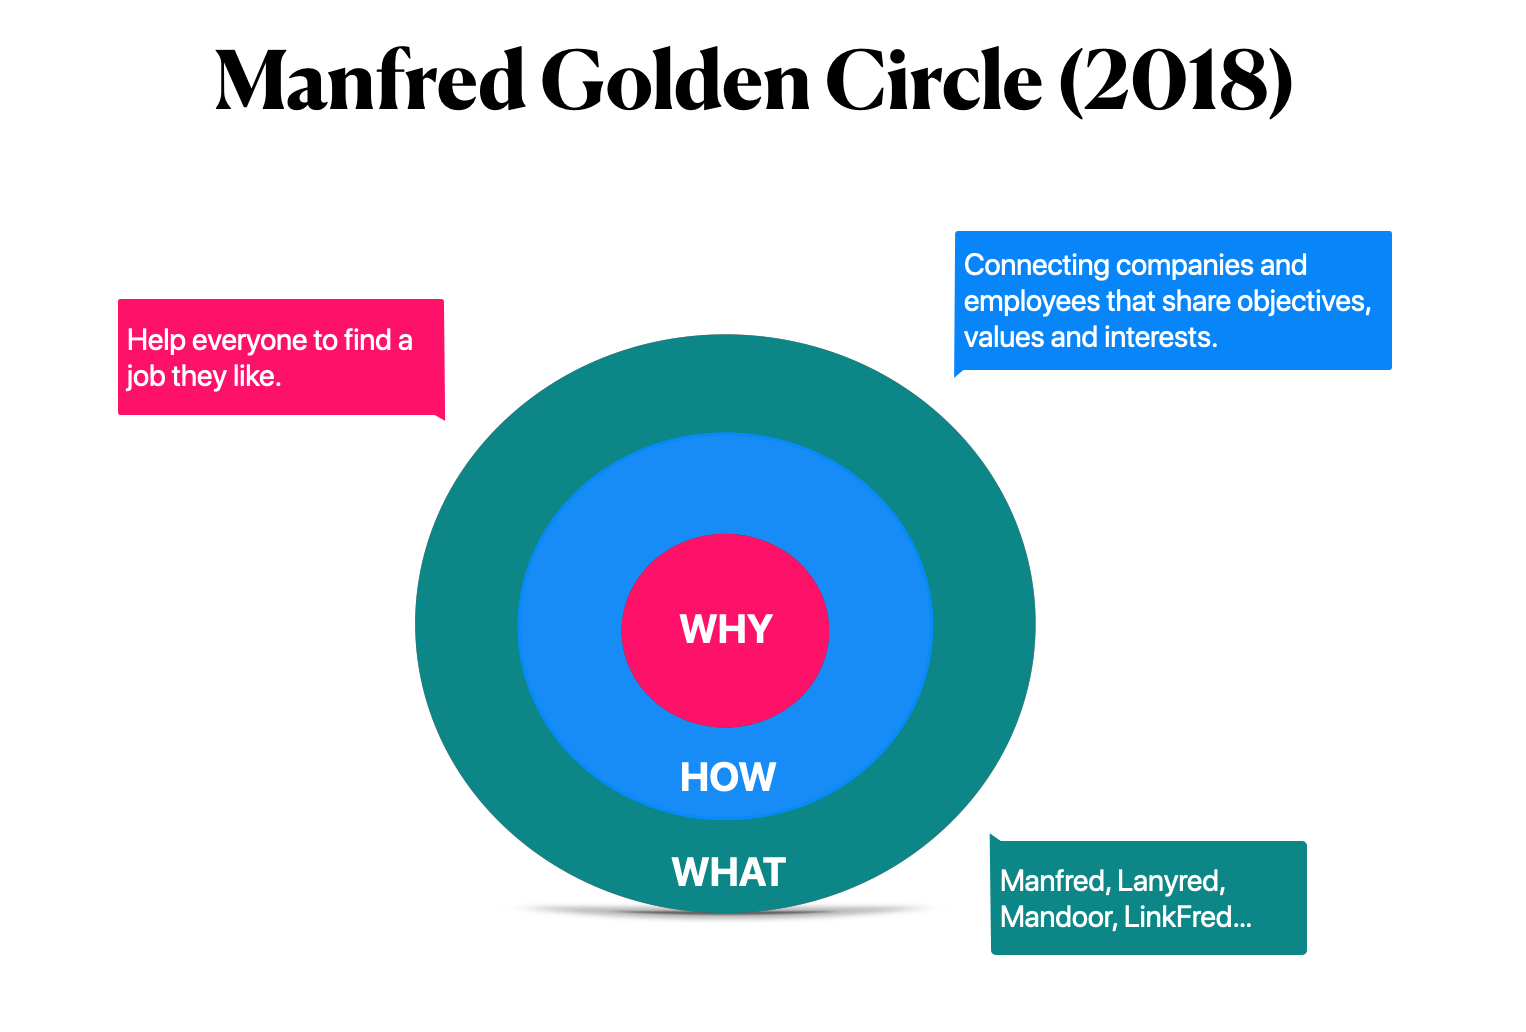 Manfred Golden Circle (2018)
Connecting companies and
employees that share objectives,
values and interests.
Help everyone to find a
job they like.
WHY
HOW
WHAT
Manfred, Lanyred,
Mandoor, LinkFred...